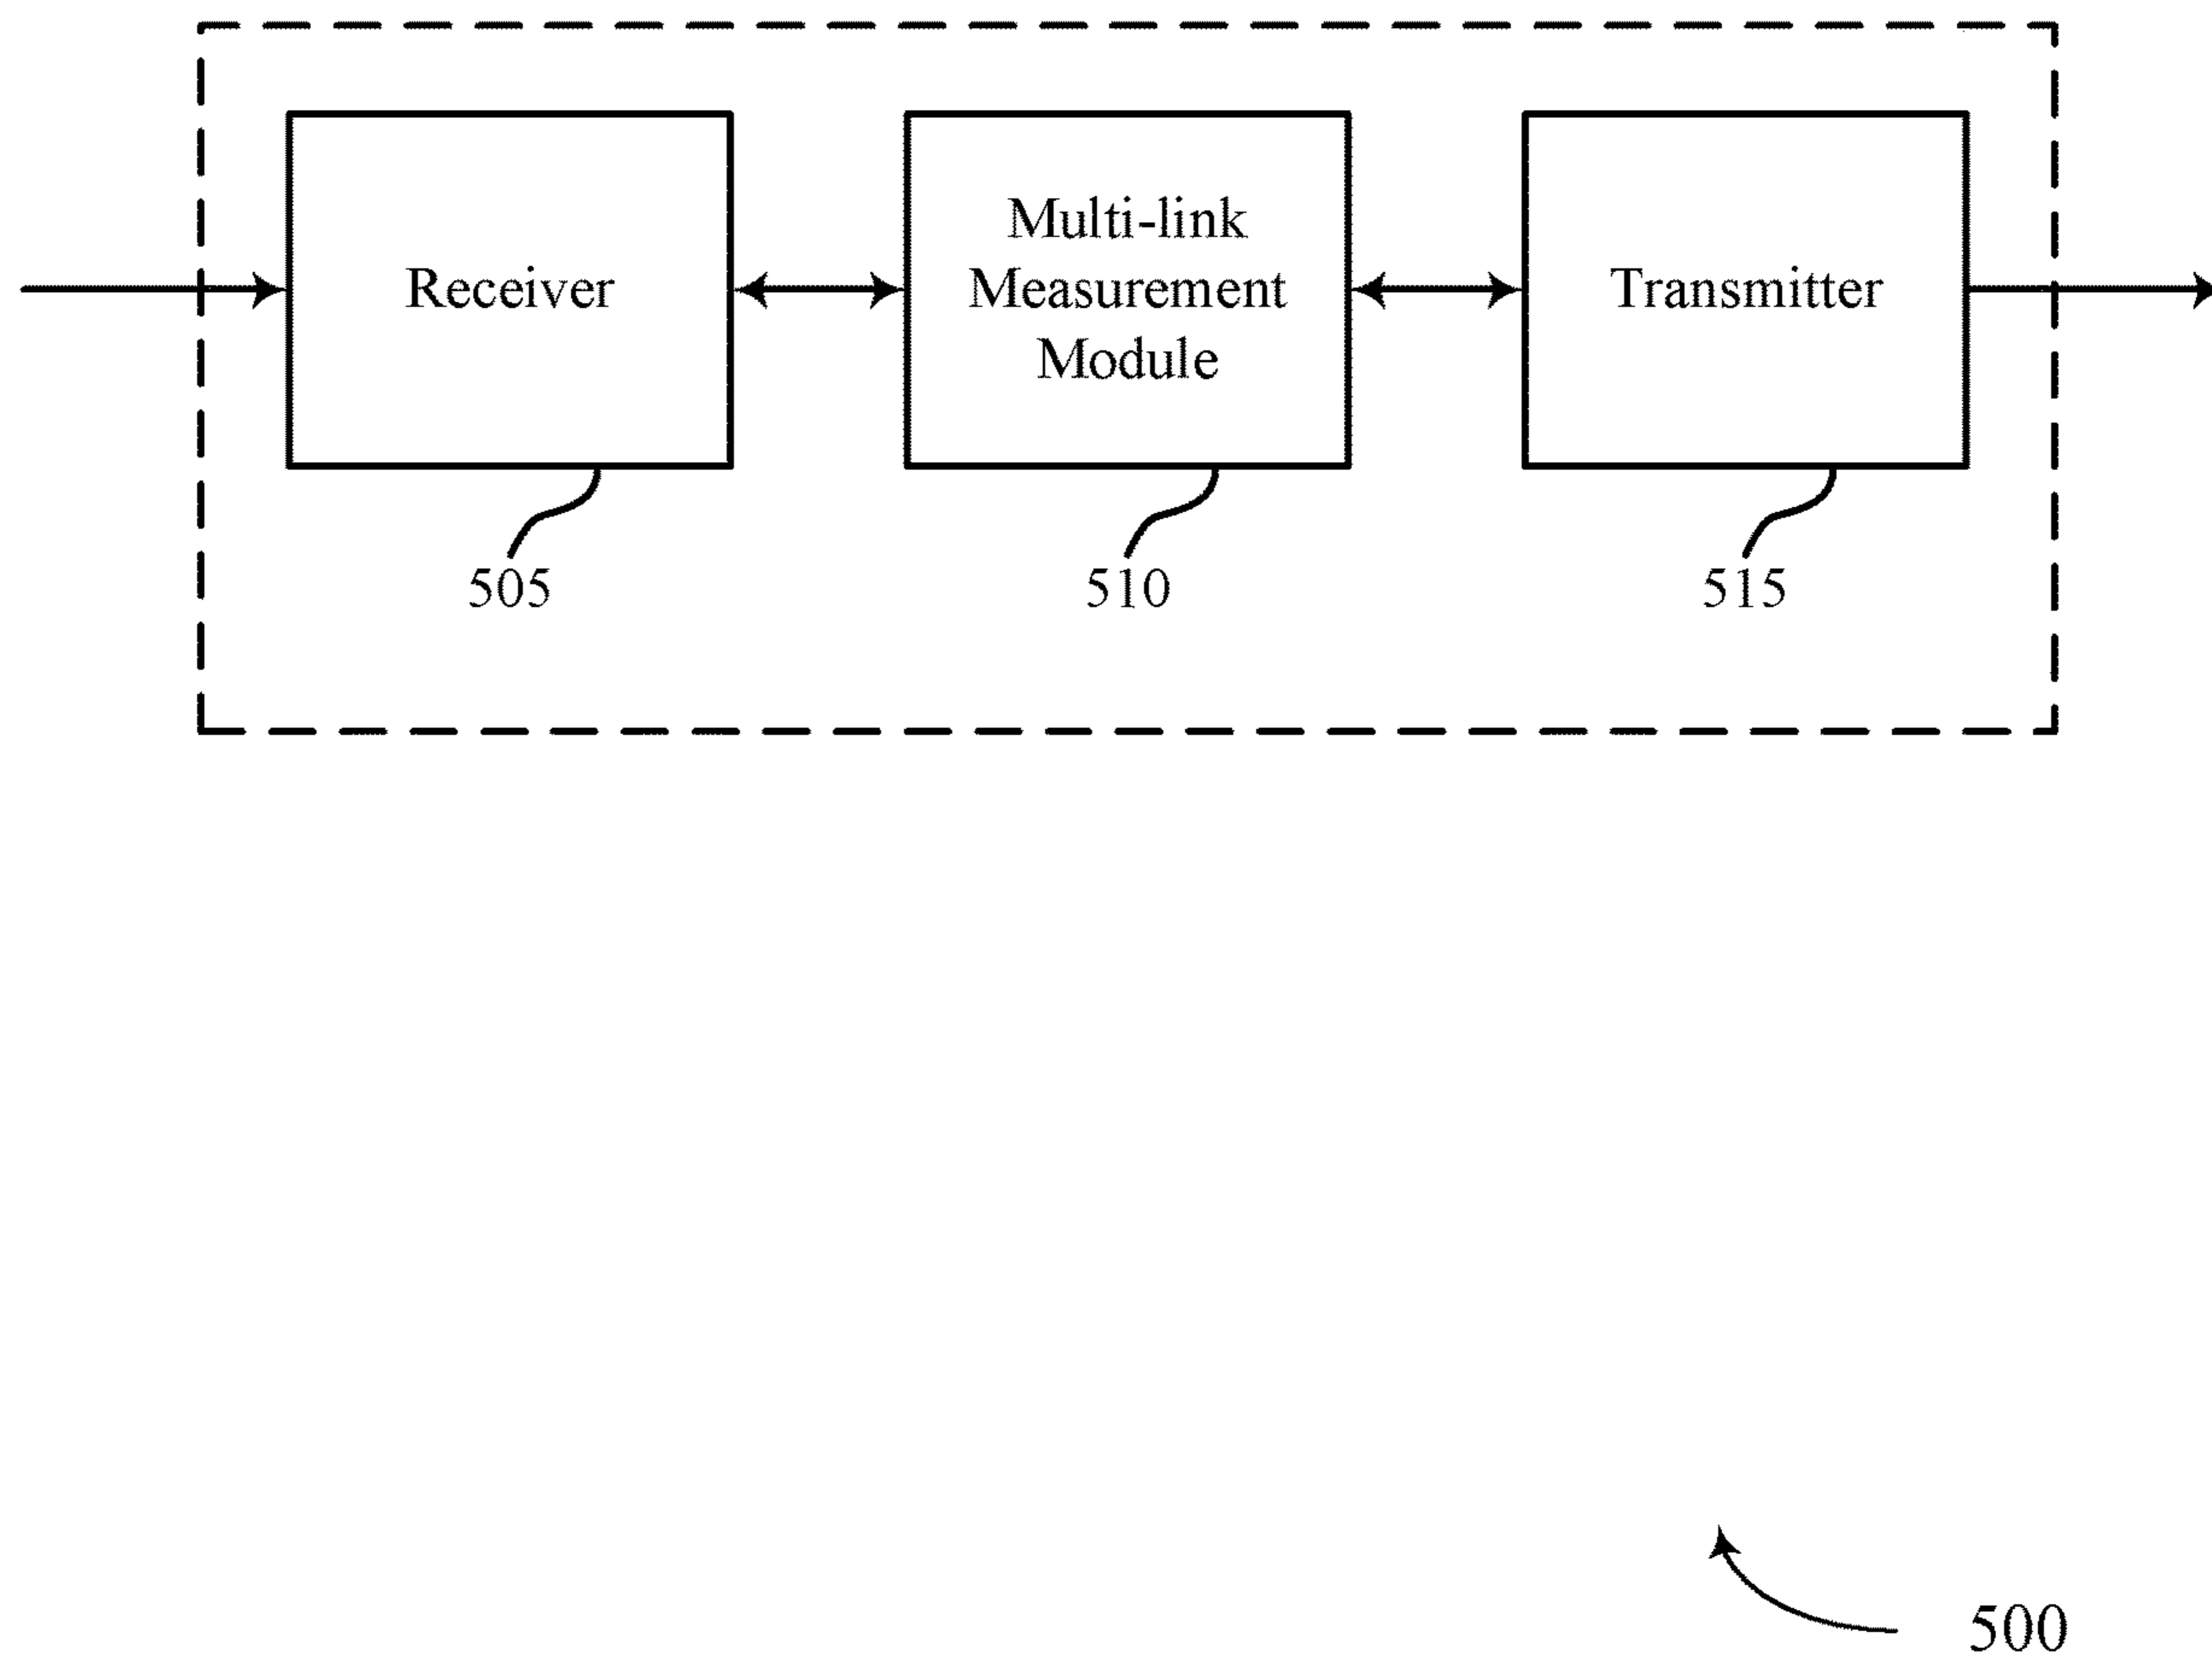 Receiver
Multi-link
Measurement
Module
Transmitter
505
510
515
500